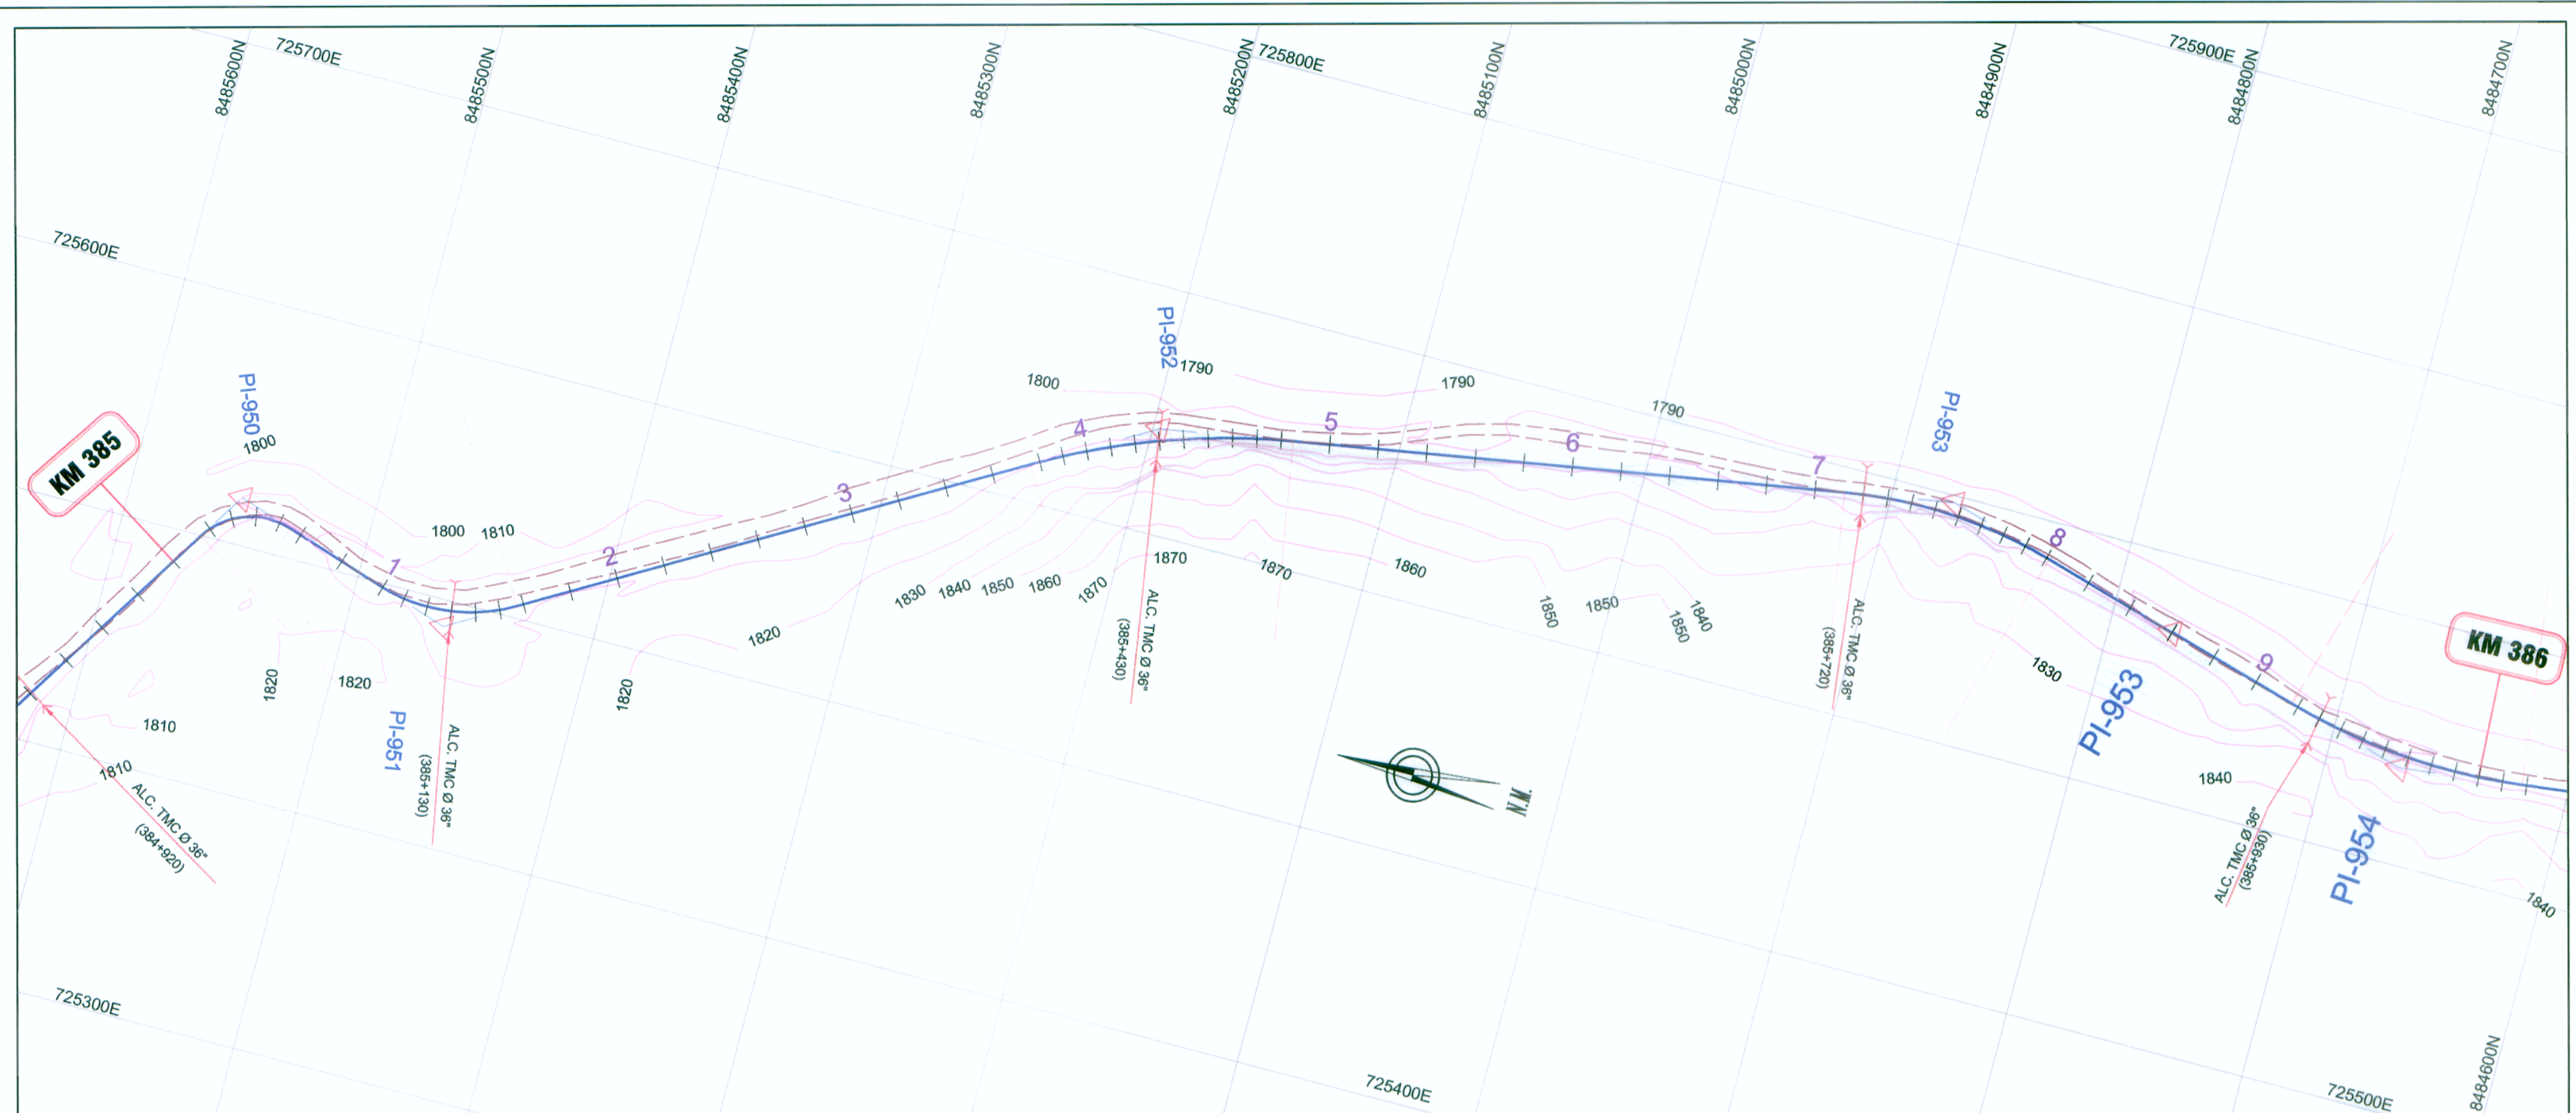 8485600N
725700E
8485500N
8485400N
8485300N
8485200N
725800E
8485100N
8485000N
8484900N
725900E
8484800N
8484700N
725600E
KM 385
PI-950
1800
1
1800
1810
2
3
1800
4
PI-952
1790
5
1790
6
1790
7
PI-953
8
9
KM 386
1810
1810
ALC. TMC Ø 36"
(384+920)
1820
1820
PI-951
ALC. TMC Ø 36"
(385+130)
1820
1820
1830
1840
1850
1860
1870
1870
ALC. TMC Ø 36"
(385+430)
1870
1860
1850
1850
1850
1840
ALC. TMC Ø 36"
(385+720)
1830
PI-953
1840
ALC. TMC Ø 36"
(385+930)
PI-954
1840
N.M.
725300E
725400E
725500E
8484600N